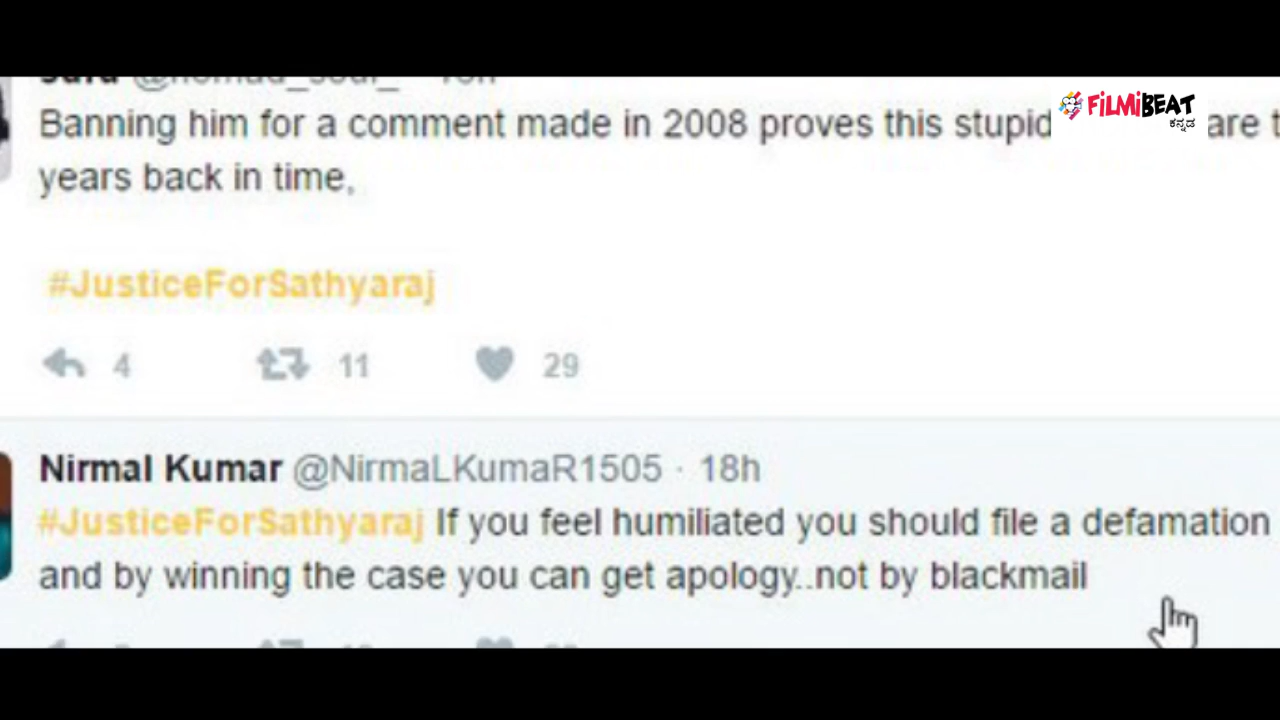 FiLMiBEAT
ಕನ್ನಡ
Banning him for a comment made in 2008 proves this stupid are
years back in time,
#JusticeForSathyaraj
4 11 29
Nirmal Kumar @NirmaLKumaR1505 · 18h
#JusticeForSathyaraj If you feel humiliated you should file a defamation
and by winning the case you can get apology..not by blackmail